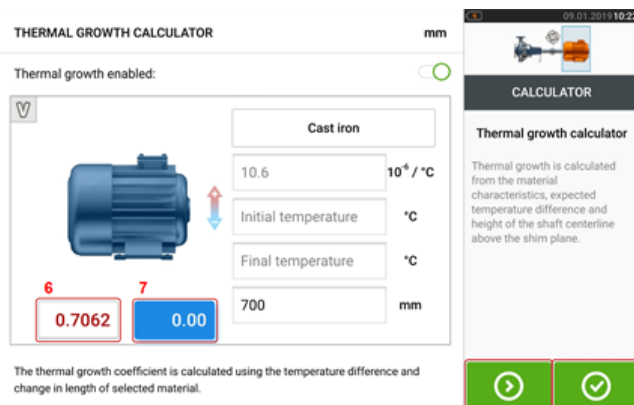 THERMAL GROWTH CALCULATOR mm
Thermal growth enabled:
V
Cast iron
10.6 10⁻⁶ / °C
Initial temperature °C
Final temperature °C
700 mm
6 7
0.7062 0.00
The thermal growth coefficient is calculated using the temperature difference and
change in length of selected material.
09.01.2019 10:22
CALCULATOR
Thermal growth calculator
Thermal growth is calculated
from the material
characteristics, expected
temperature difference and
height of the shaft centerline
above the shim plane.